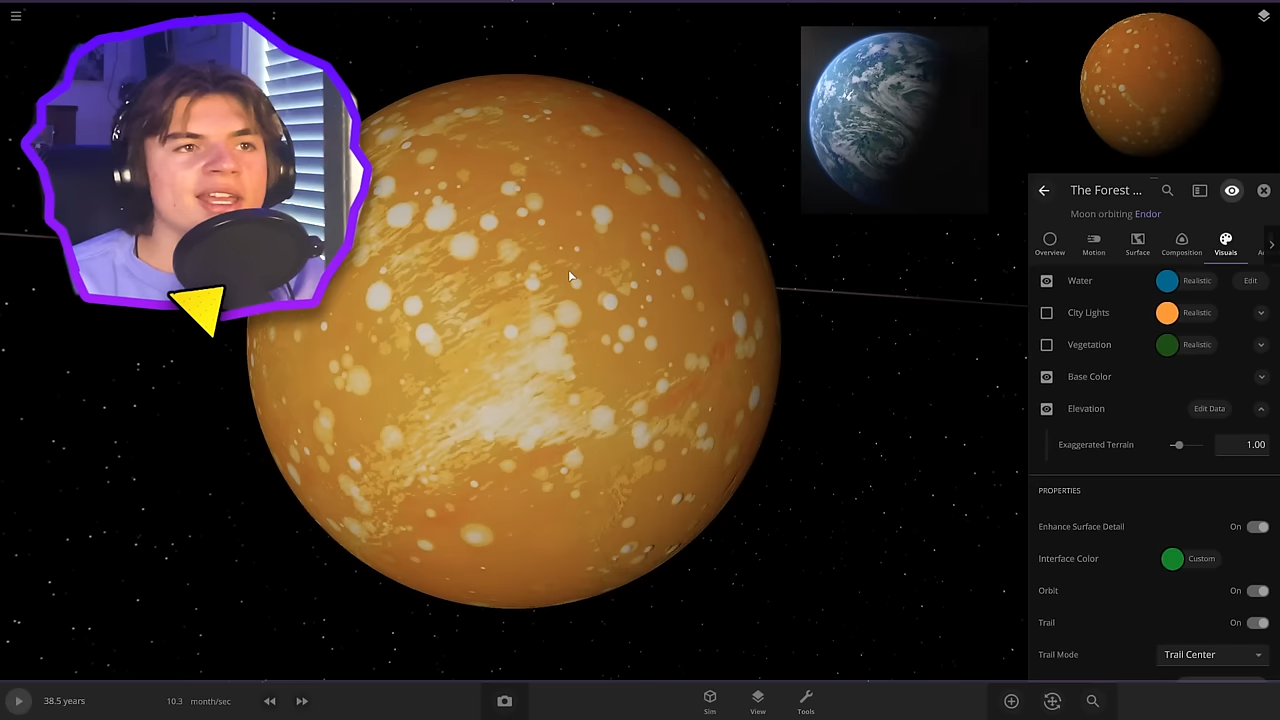 The Forest ...
Moon orbiting Endor
Overview
Motion
Surface
Composition
Visuals
Water
Realistic
Edit
City Lights
Realistic
Vegetation
Realistic
Base Color
Elevation
Edit Data
Exaggerated Terrain
1.00
PROPERTIES
Enhance Surface Detail
On
Interface Color
Custom
Orbit
On
Trail
On
Trail Mode
Trail Center
38.5 years
10.3 month/sec
Sim
View
Tools